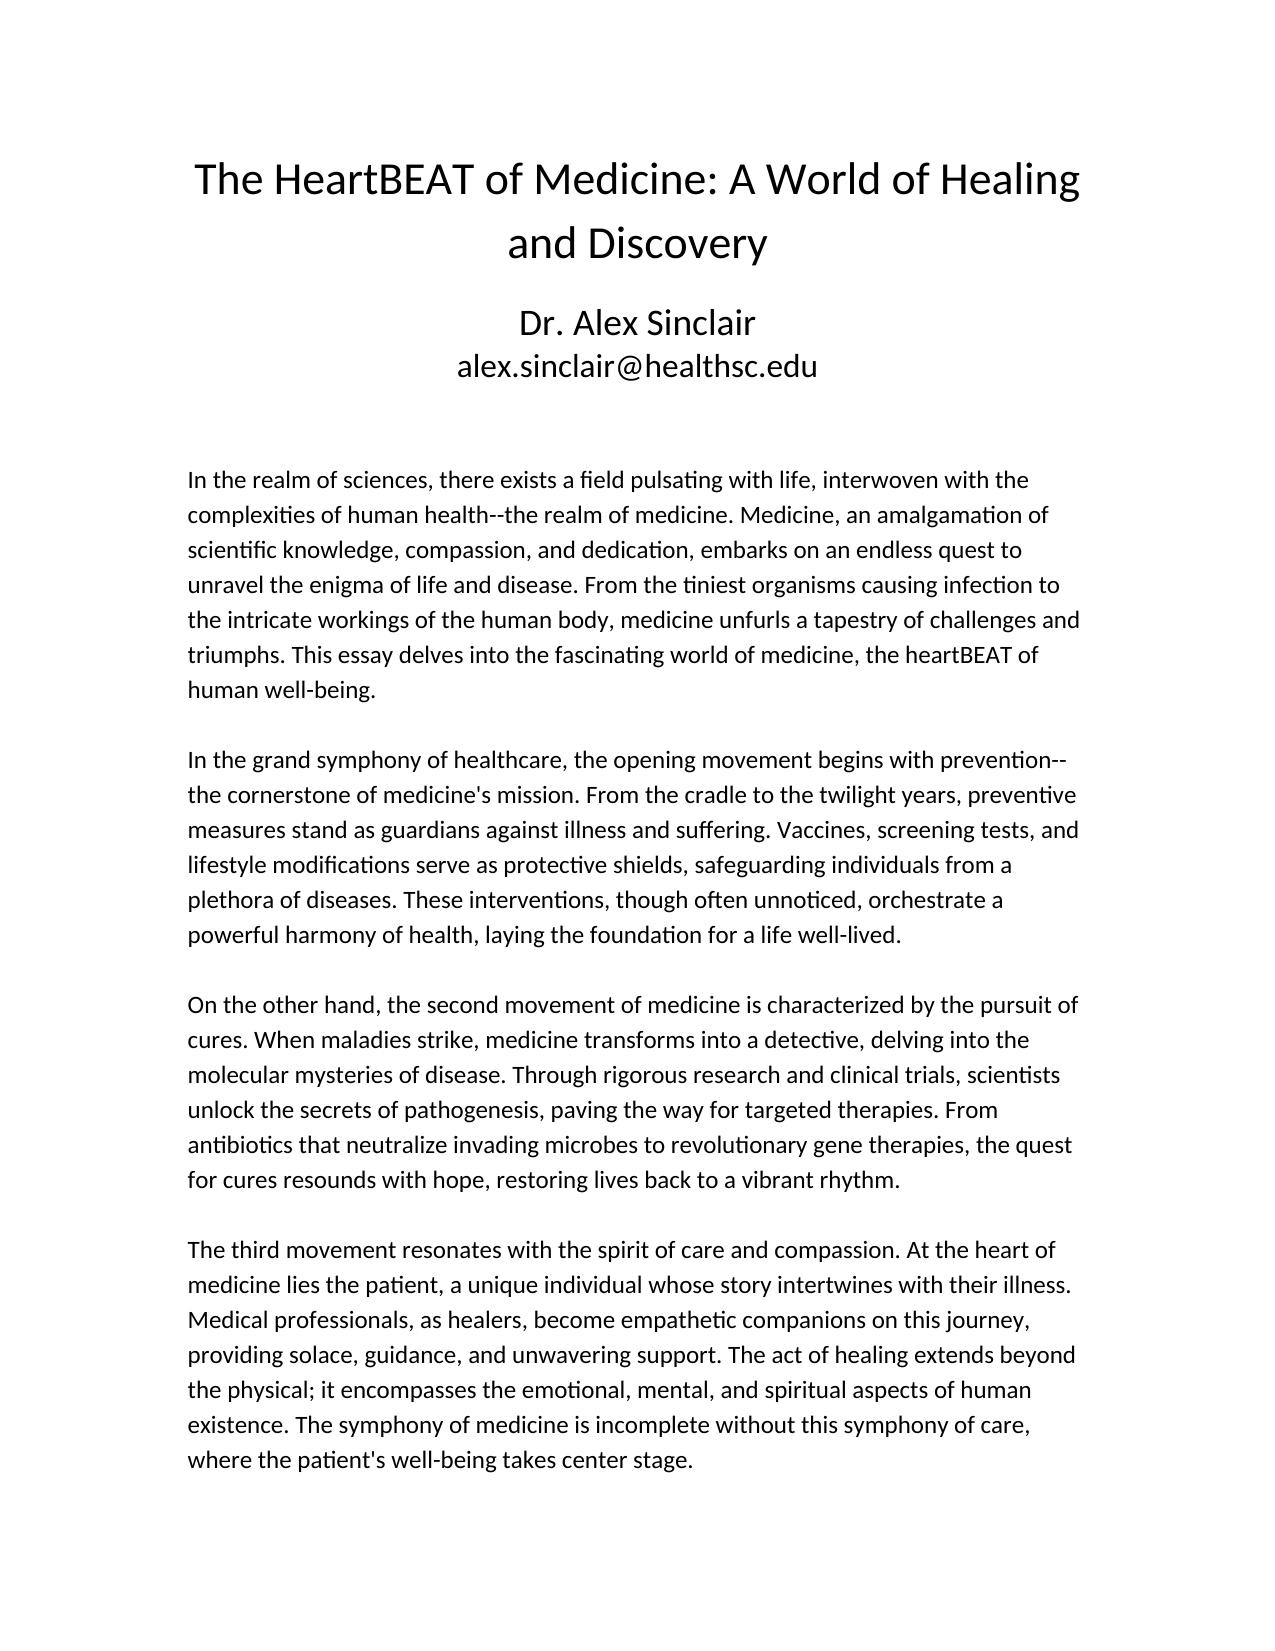 The HeartBEAT of Medicine: A World of Healing
and Discovery
Dr. Alex Sinclair
alex.sinclair@healthsc.edu
In the realm of sciences, there exists a field pulsating with life, interwoven with the
complexities of human health--the realm of medicine. Medicine, an amalgamation of
scientific knowledge, compassion, and dedication, embarks on an endless quest to
unravel the enigma of life and disease. From the tiniest organisms causing infection to
the intricate workings of the human body, medicine unfurls a tapestry of challenges and
triumphs. This essay delves into the fascinating world of medicine, the heartBEAT of
human well-being.
In the grand symphony of healthcare, the opening movement begins with prevention--
the cornerstone of medicine's mission. From the cradle to the twilight years, preventive
measures stand as guardians against illness and suffering. Vaccines, screening tests, and
lifestyle modifications serve as protective shields, safeguarding individuals from a
plethora of diseases. These interventions, though often unnoticed, orchestrate a
powerful harmony of health, laying the foundation for a life well-lived.
On the other hand, the second movement of medicine is characterized by the pursuit of
cures. When maladies strike, medicine transforms into a detective, delving into the
molecular mysteries of disease. Through rigorous research and clinical trials, scientists
unlock the secrets of pathogenesis, paving the way for targeted therapies. From
antibiotics that neutralize invading microbes to revolutionary gene therapies, the quest
for cures resounds with hope, restoring lives back to a vibrant rhythm.
The third movement resonates with the spirit of care and compassion. At the heart of
medicine lies the patient, a unique individual whose story intertwines with their illness.
Medical professionals, as healers, become empathetic companions on this journey,
providing solace, guidance, and unwavering support. The act of healing extends beyond
the physical; it encompasses the emotional, mental, and spiritual aspects of human
existence. The symphony of medicine is incomplete without this symphony of care,
where the patient's well-being takes center stage.